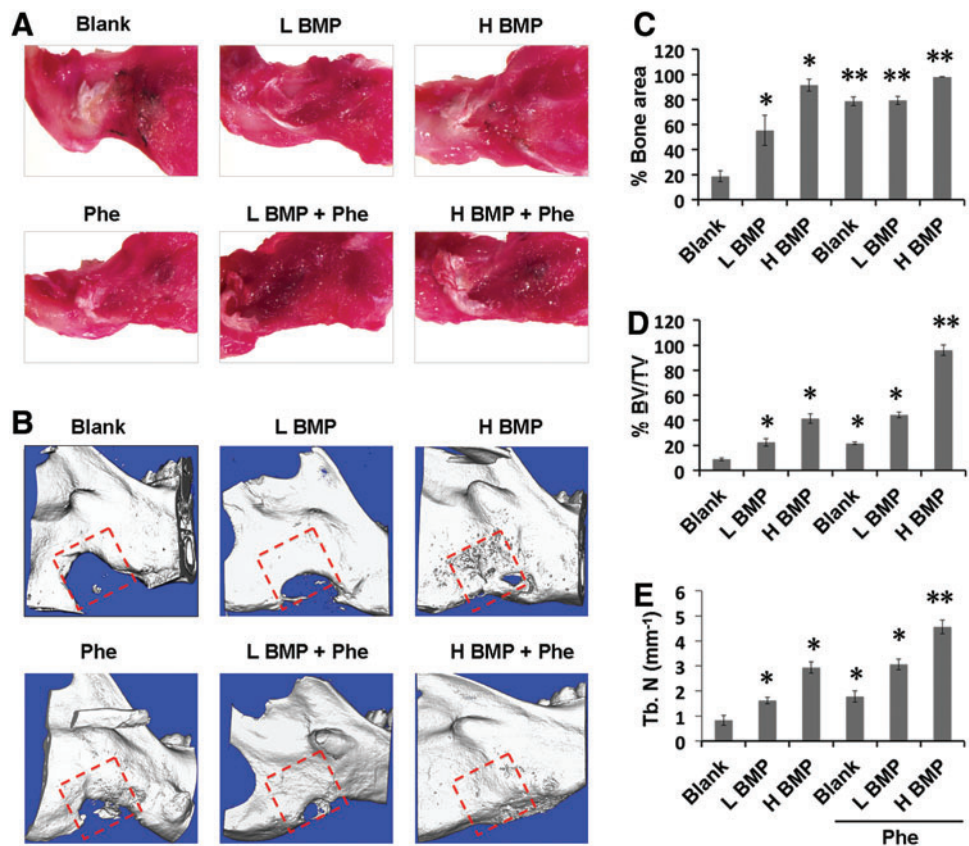 A
Blank L BMP H BMP
Phe L BMP + Phe H BMP + Phe
B
Blank L BMP H BMP
Phe L BMP + Phe H BMP + Phe
C
% Bone area
120
100
80
60
40
20
0
* * ** ** **
Blank L BMP H BMP Blank L BMP H BMP
D
% BV/TV
120
100
80
60
40
20
0
* * * * **
Blank L BMP H BMP Blank L BMP H BMP
E
Tb. N (mm-1)
6
5
4
3
2
1
0
* * * * **
Blank L BMP H BMP Blank L BMP H BMP
Phe